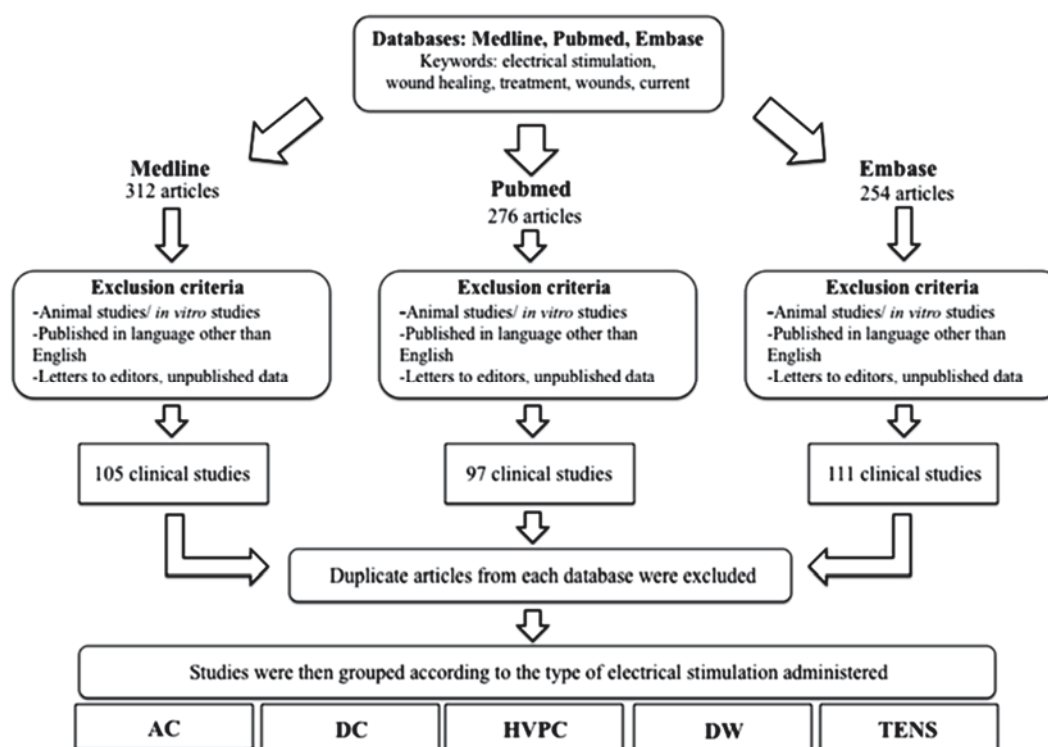 Databases: Medline, Pubmed, Embase
Keywords: electrical stimulation,
wound healing, treatment, wounds, current
Medline
312 articles
Pubmed
276 articles
Embase
254 articles
Exclusion criteria
-Animal studies/ in vitro studies
-Published in language other than
English
-Letters to editors, unpublished data
Exclusion criteria
-Animal studies/ in vitro studies
-Published in language other than
English
-Letters to editors, unpublished data
Exclusion criteria
-Animal studies/ in vitro studies
-Published in language other than
English
-Letters to editors, unpublished data
105 clinical studies
97 clinical studies
111 clinical studies
Duplicate articles from each database were excluded
Studies were then grouped according to the type of electrical stimulation administered
AC
DC
HVPC
DW
TENS